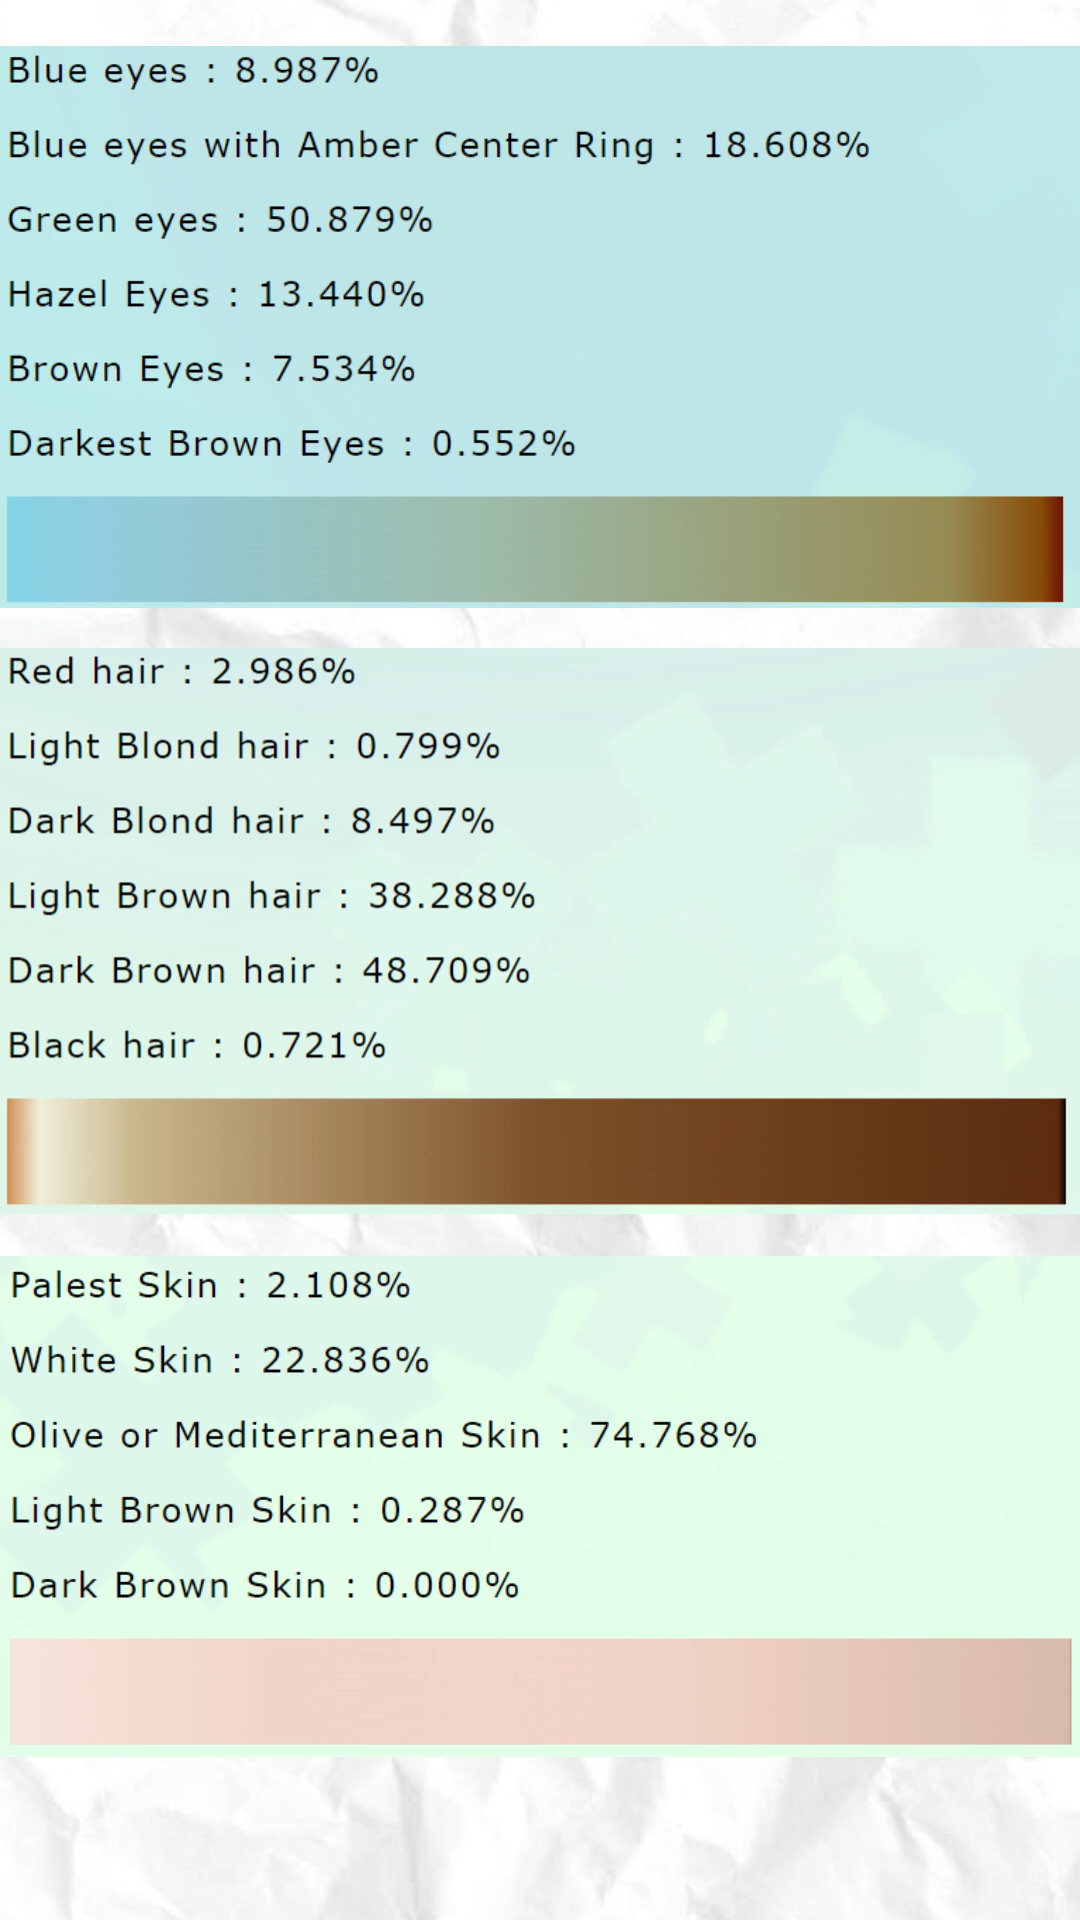 Blue eyes : 8.987%
Blue eyes with Amber Center Ring : 18.608%
Green eyes : 50.879%
Hazel Eyes : 13.440%
Brown Eyes : 7.534%
Darkest Brown Eyes : 0.552%
Red hair : 2.986%
Light Blond hair : 0.799%
Dark Blond hair : 8.497%
Light Brown hair : 38.288%
Dark Brown hair : 48.709%
Black hair : 0.721%
Palest Skin : 2.108%
White Skin : 22.836%
Olive or Mediterranean Skin : 74.768%
Light Brown Skin : 0.287%
Dark Brown Skin : 0.000%